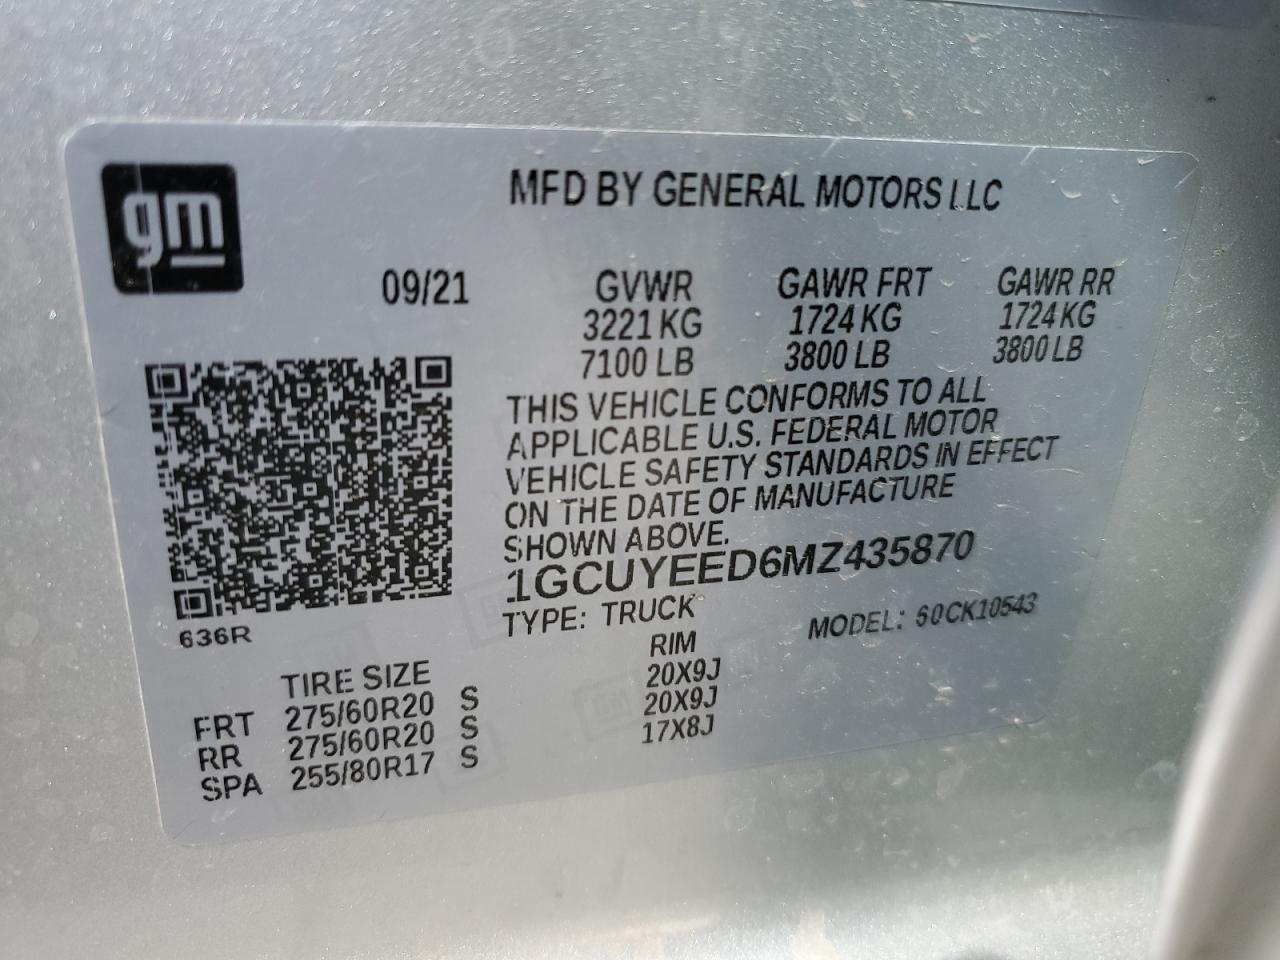 gm
MFD BY GENERAL MOTORS LLC
09/21 GVWR GAWR FRT GAWR RR
3221 KG 1724 KG 1724 KG
7100 LB 3800 LB 3800 LB
THIS VEHICLE CONFORMS TO ALL
APPLICABLE U.S. FEDERAL MOTOR
VEHICLE SAFETY STANDARDS IN EFFECT
ON THE DATE OF MANUFACTURE
SHOWN ABOVE.
1GCUYEED6MZ435870
TYPE: TRUCK MODEL: 60CK10543
636R
TIRE SIZE RIM
FRT 275/60R20 S 20X9J
RR 275/60R20 S 20X9J
SPA 255/80R17 S 17X8J
GM